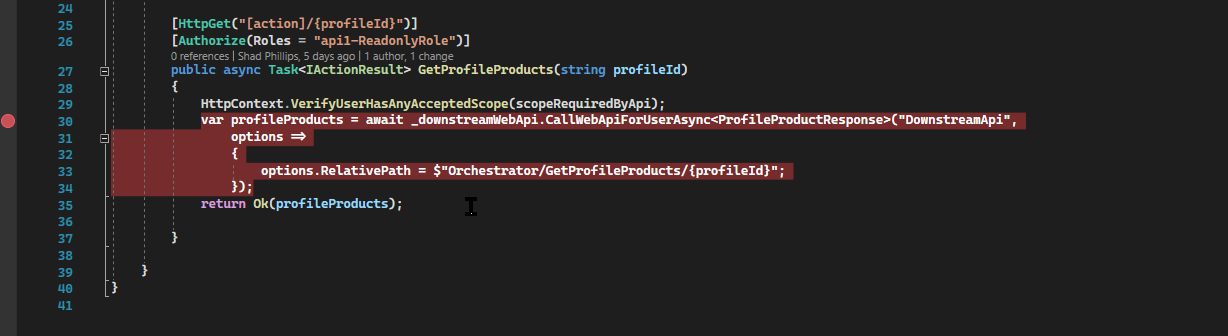 24
25 [HttpGet("[action]/{profileId}")]
26 [Authorize(Roles = "api1-ReadonlyRole")]
0 references | Shad Phillips, 5 days ago | 1 author, 1 change
27 public async Task<IActionResult> GetProfileProducts(string profileId)
28 {
29 HttpContext.VerifyUserHasAnyAcceptedScope(scopeRequiredByApi);
30 var profileProducts = await _downstreamWebApi.CallWebApiForUserAsync<ProfileProductResponse>("DownstreamApi",
31 options =>
32 {
33 options.RelativePath = $"Orchestrator/GetProfileProducts/{profileId}";
34 });
35 return Ok(profileProducts);
36
37 }
38
39 }
40 }
41